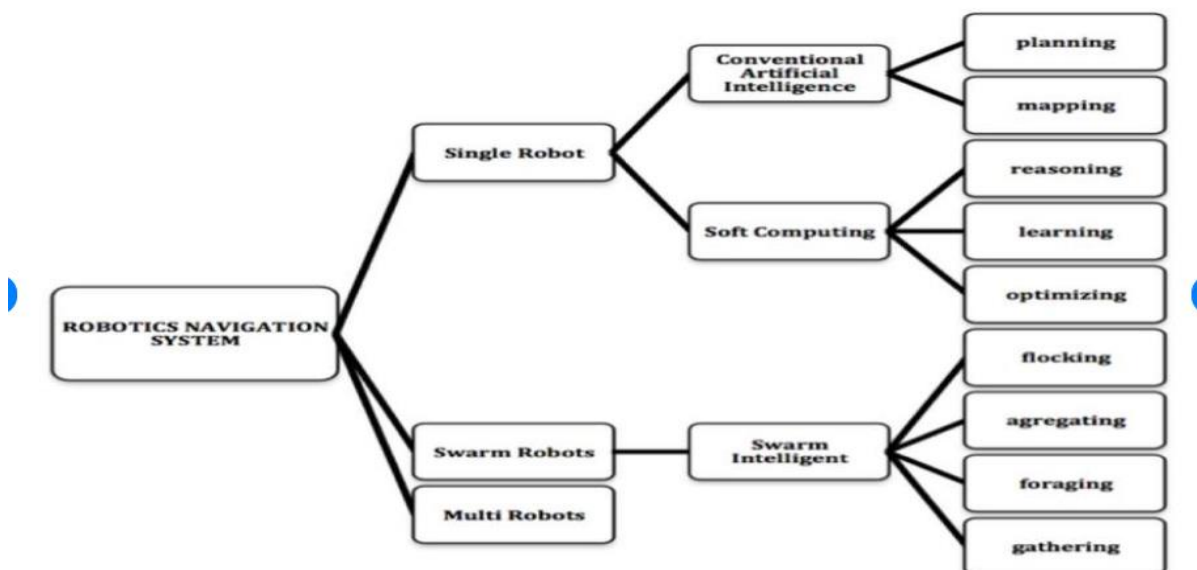 ROBOTICS NAVIGATION
SYSTEM
Single Robot
Conventional
Artificial
Intelligence
planning
mapping
Soft Computing
reasoning
learning
optimizing
Swarm Robots
Swarm
Intelligent
flocking
agregating
foraging
gathering
Multi Robots